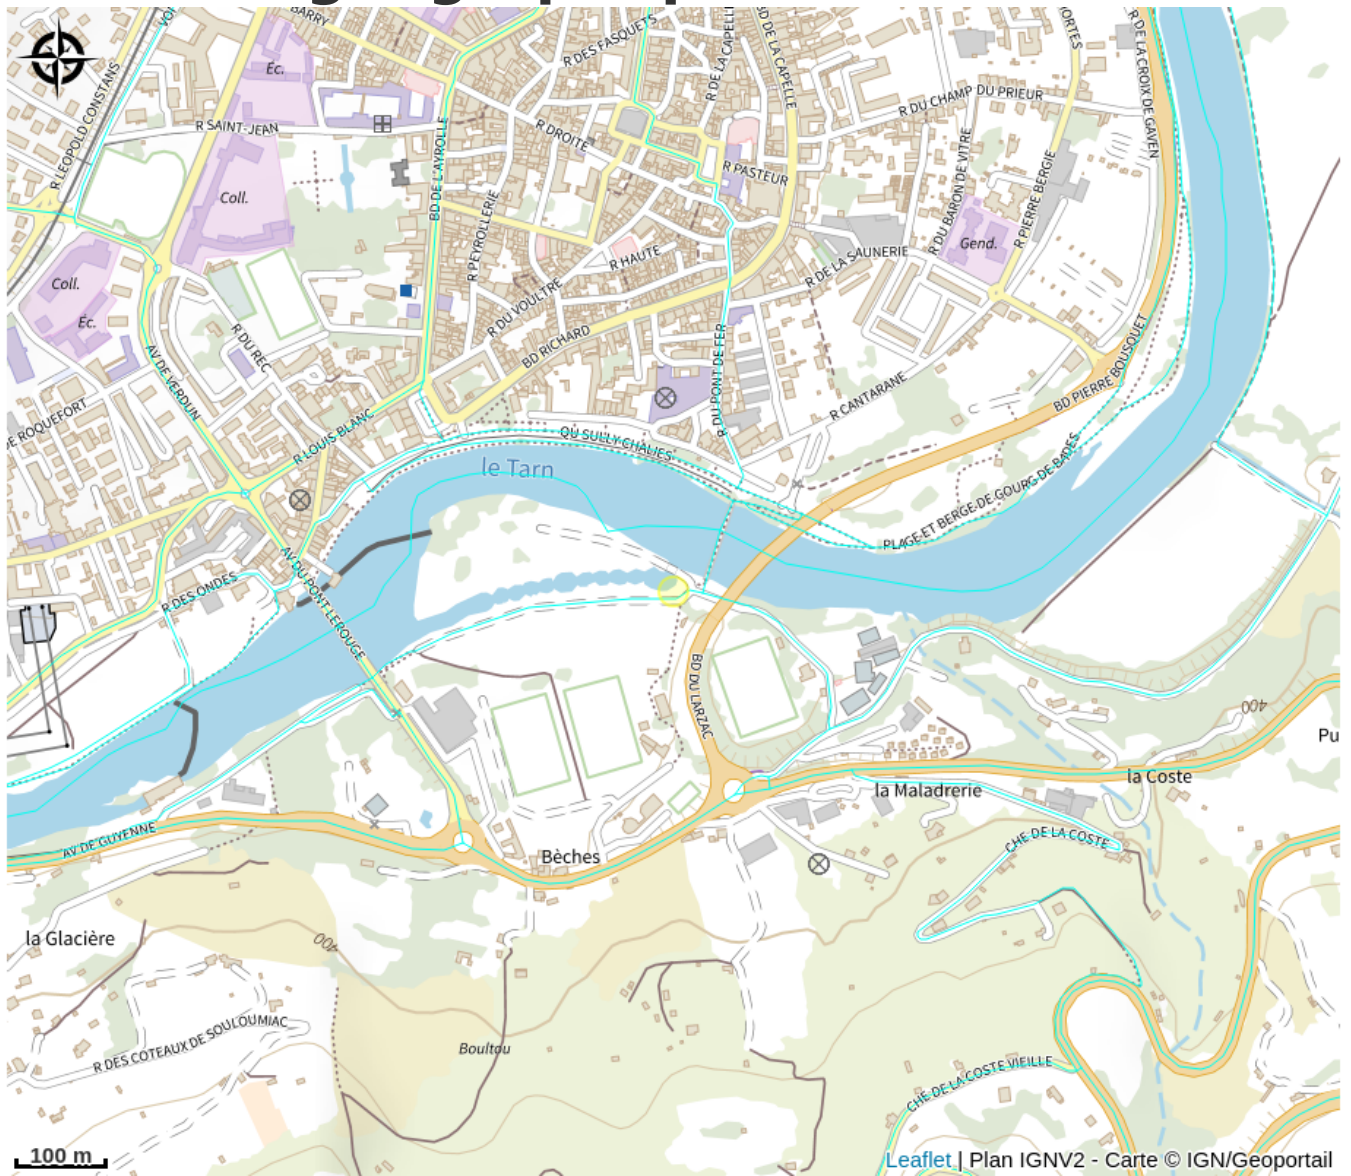 BARRY
R DES FASQUETS
R DE LA CAPELL
BD DE LA CAPELLE
R DE LA CROIX DE GAVEN
Éc.
R LEOPOLD CONSTANS
R SAINT-JEAN
R DROITE
R DU CHAMP DU PRIEUR
BD DE L'AYROLLE
R PASTEUR
R DU BARON DE VITRE
R PIERRE BERGIE
Coll.
R PEYROLLERIE
Gend.
R HAUTE
R DE LA SAUNERIE
Coll.
Éc.
R DU VOULTRE
R DU REC
BD RICHARD
R DU PONT DE FER
BD PIERRE BOUSQUET
AV DE VERDUN
R CANTARANE
DE ROQUEFORT
R LOUIS BLANC
QU SULLY-CHALIES
le Tarn
PLAGE ET BERGE DE GOURG DE BADES
R DES ONDES
AV DU PONT LEROUGE
BD DU LARZAC
400
Pu
la Coste
la Maladrerie
AV DE GUYENNE
CHE DE LA COSTE
Bèches
la Glacière
400
R DES COTEAUX DE SOULOUMIAC
Boultou
CHE DE LA COSTE VIEILLE
100 m
Leaflet | Plan IGNV2 - Carte © IGN/Geoportail